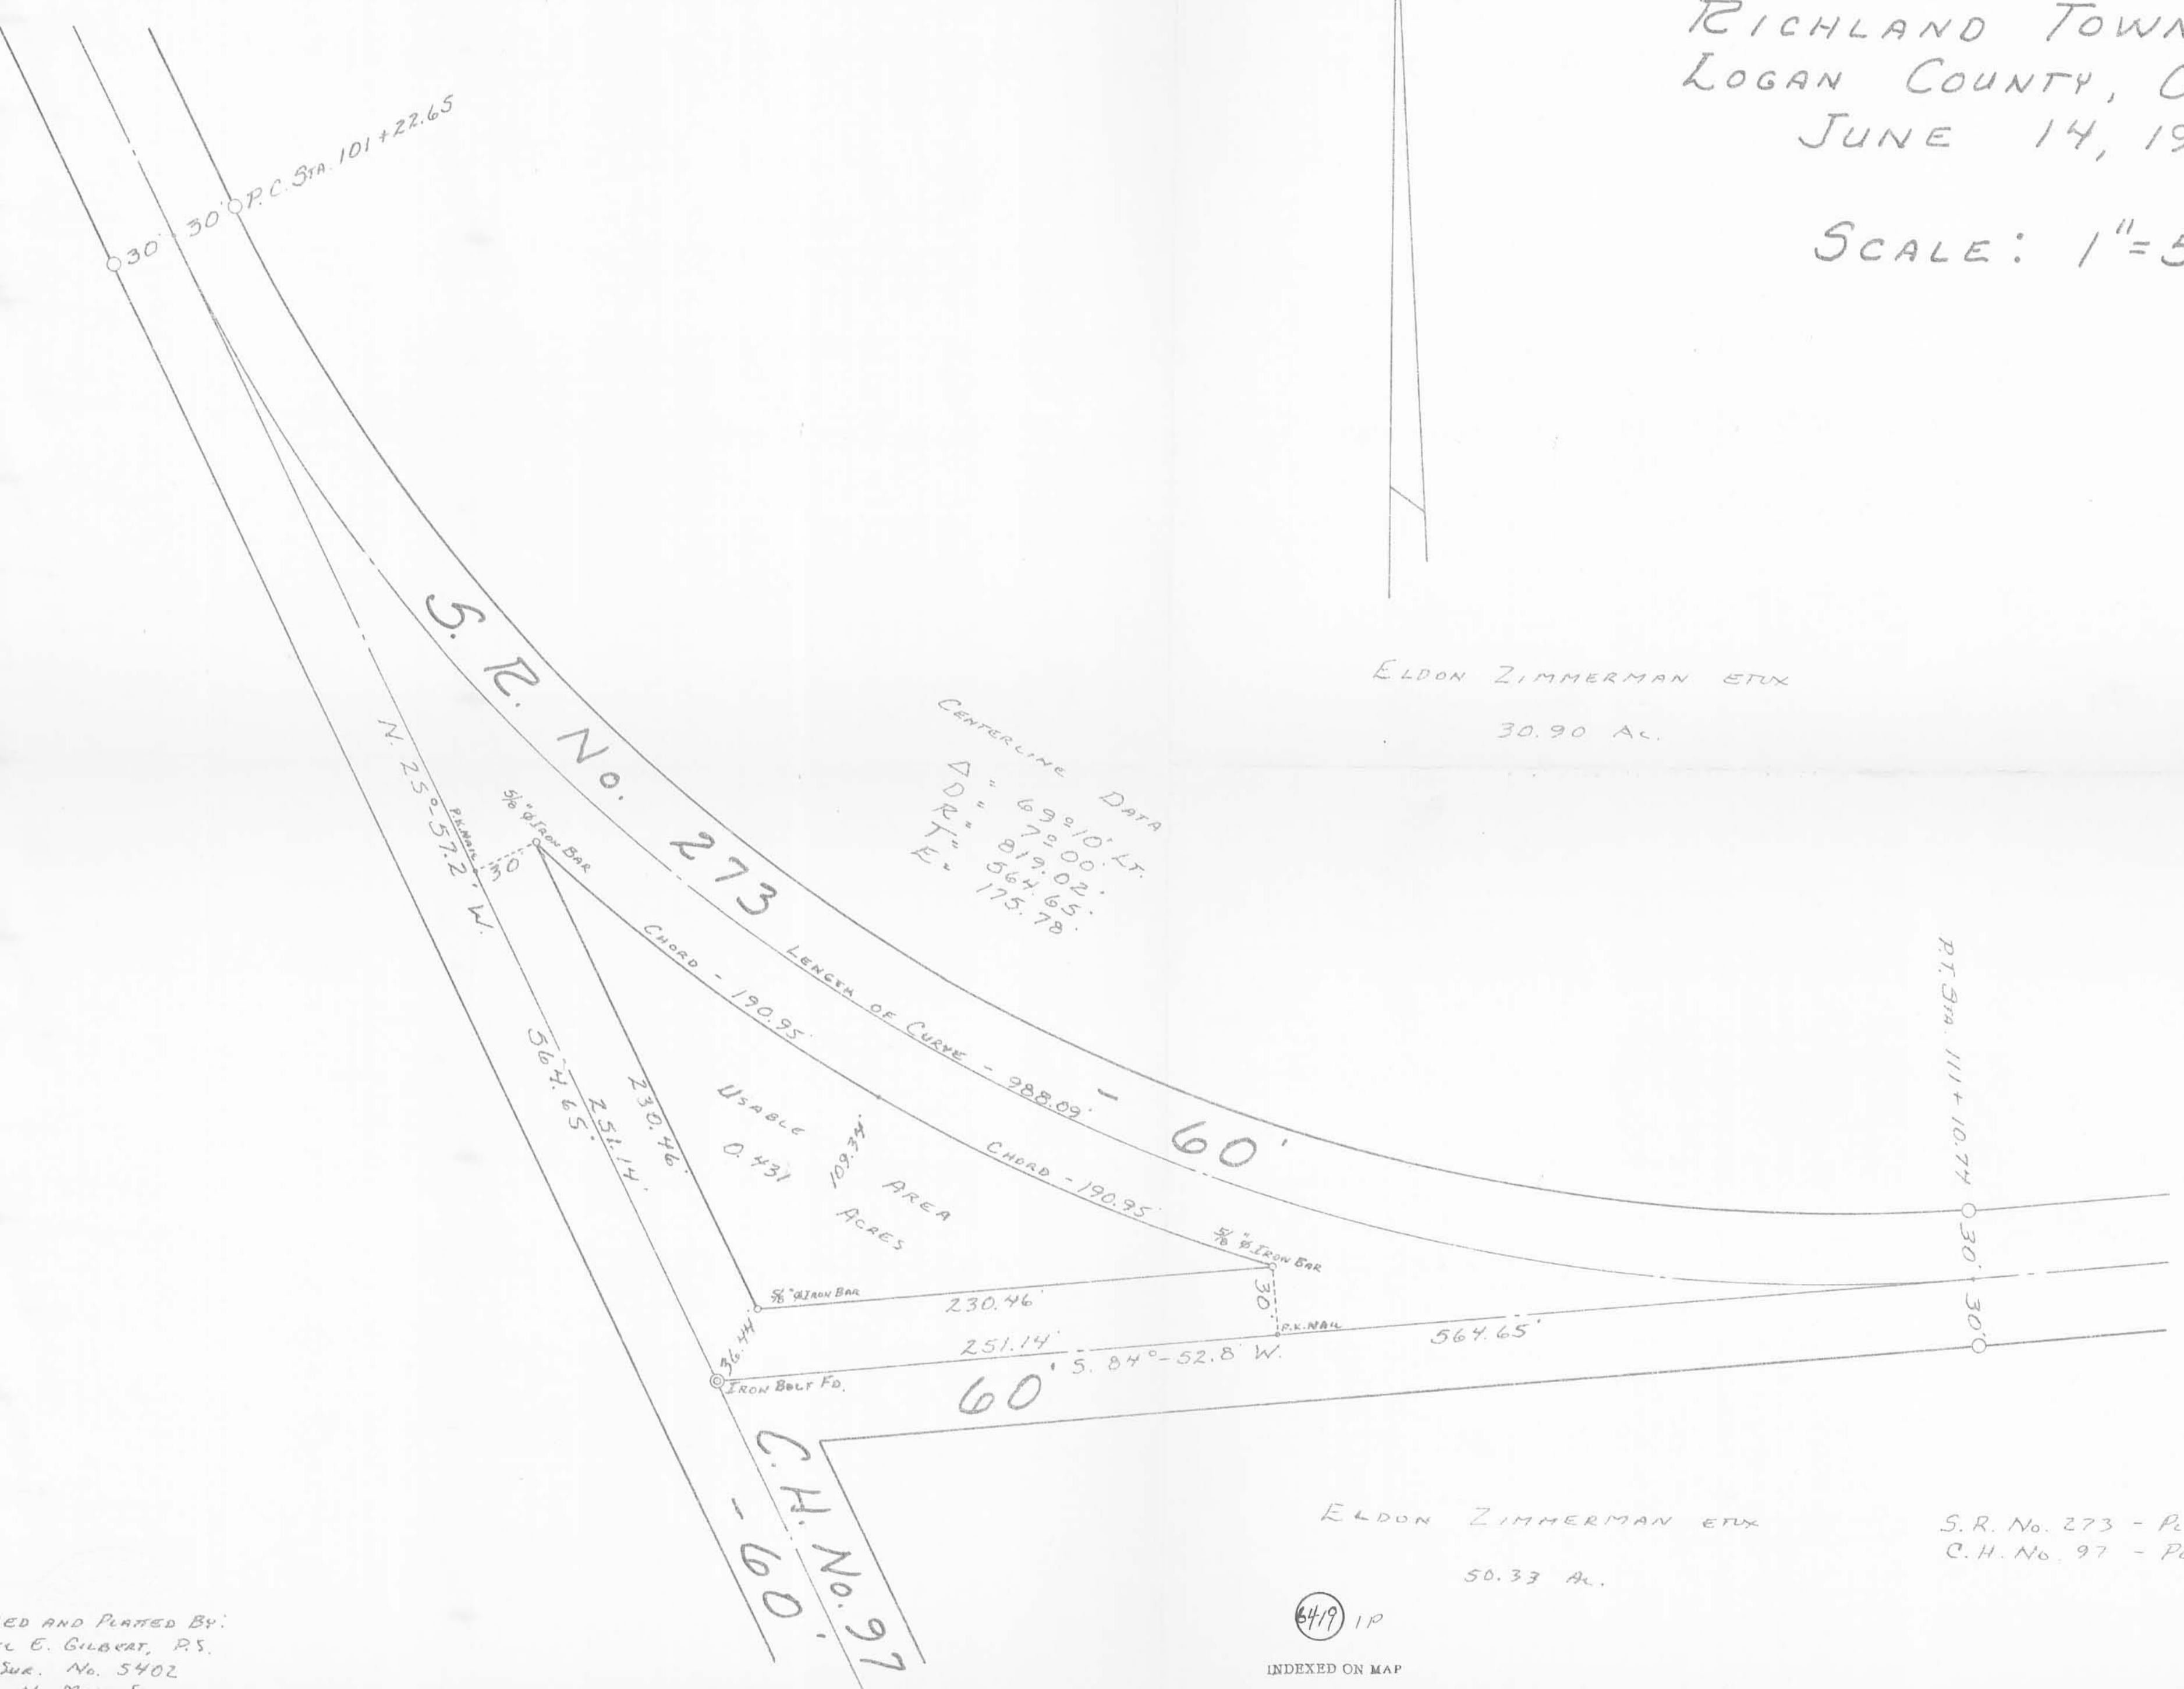 RICHLAND TOWN
LOGAN COUNTY, O
JUNE 14, 19
SCALE: 1"=5
P.C. STA. 101+22.65
30' 30'
S. R. No. 273 - 60'
ELDON ZIMMERMAN ETUX
30.90 AC.
CENTERLINE DATA
Δ = 69°10' LT.
D = 7°00'
R = 819.02'
T = 564.65'
E = 175.78'
N. 25°-57.2' W.
P.K. NAIL
30'
5/8" Ø IRON BAR
CHORD - 190.95'
LENGTH OF CURVE - 988.09'
CHORD - 190.95'
P.T. STA. 111+10.74
30' 30'
564.65'
251.14'
230.46'
USABLE AREA
0.431 ACRES
5/8" Ø IRON BAR
30'
P.K. NAIL
5/8" Ø IRON BAR
230.46'
36.44'
251.14'
S. 84°-52.8' W.
564.65'
IRON BOLT FD.
60'
C. H. No. 97 - 60'
ELDON ZIMMERMAN ETUX
50.33 AC.
S.R. No. 273 -
C.H. No. 97 -
6419 1P
INDEXED ON MAP
ED AND PLATTED BY:
E. GILBERT, P.S.
SUR. No. 5402